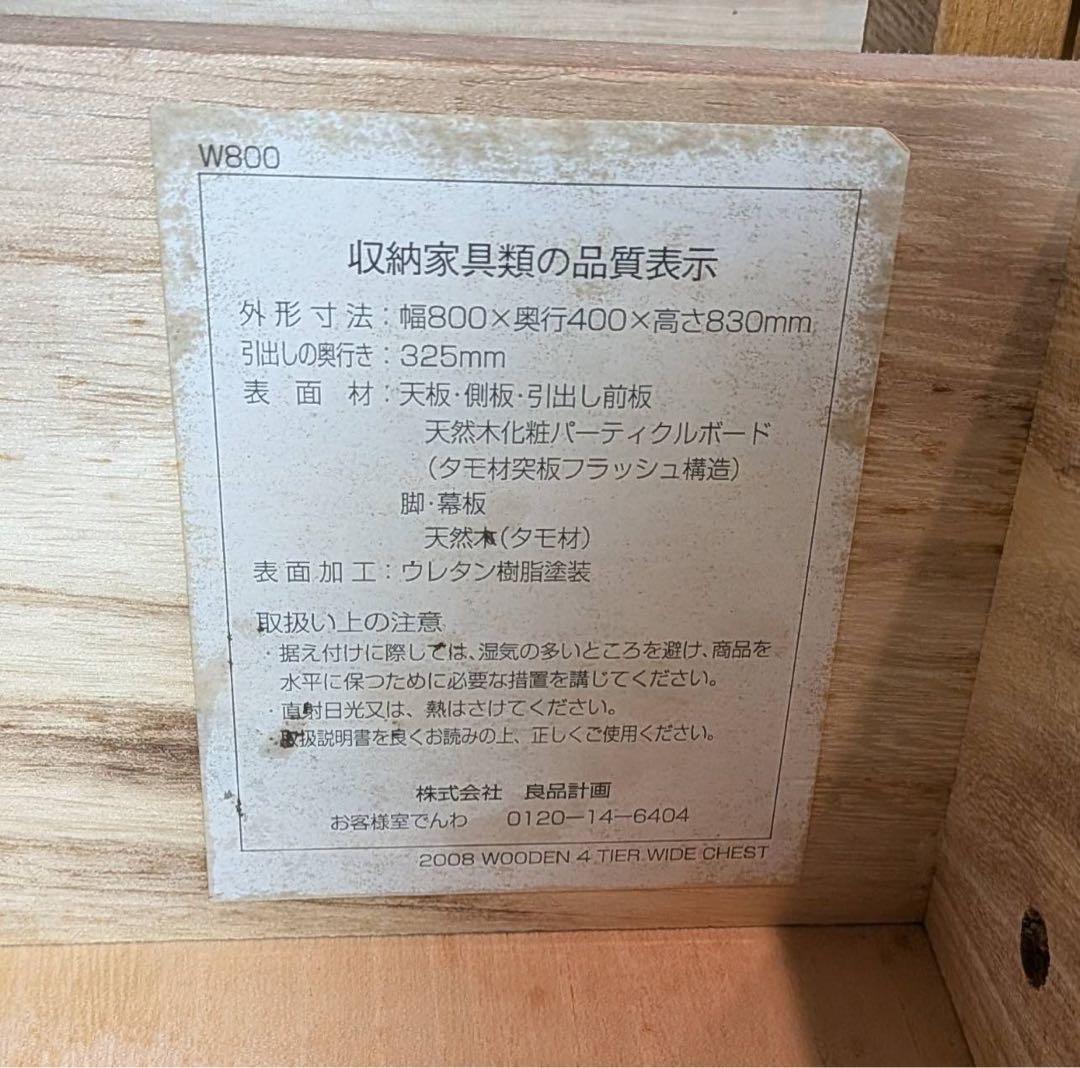 W800
収納家具類の品質表示
外形寸法：幅800×奥行400×高さ830mm
引出しの奥行き：325mm
表面材：天板・側板・引出し前板
天然木化粧パーティクルボード
（タモ材突板フラッシュ構造）
脚・幕板
天然木（タモ材）
表面加工：ウレタン樹脂塗装
取扱い上の注意
・据え付けに際しては、湿気の多いところを避け、商品を
水平に保つために必要な措置を講じてください。
・直射日光又は、熱はさけてください。
・取扱説明書を良くお読みの上、正しくご使用ください。
株式会社 良品計画
お客様室でんわ 0120－14－6404
2008 WOODEN 4 TIER WIDE CHEST